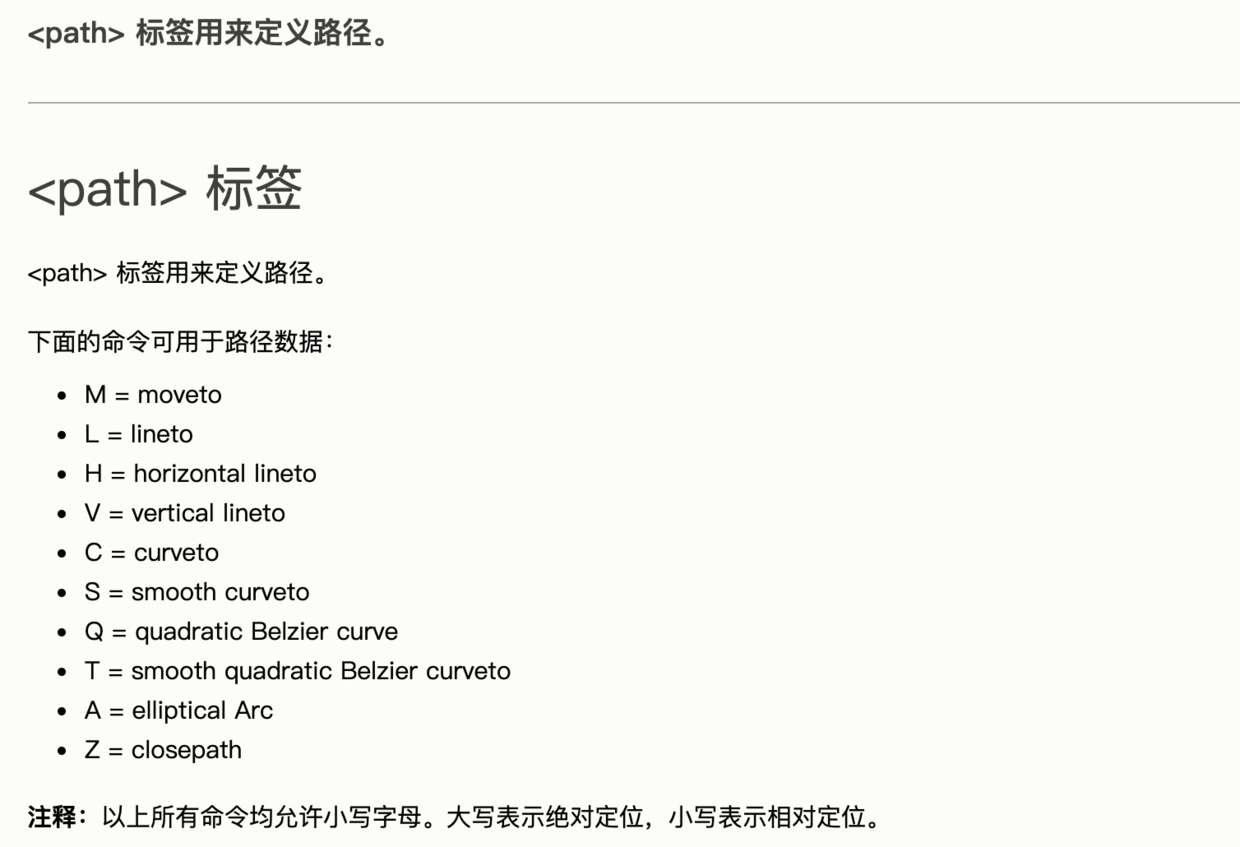 <path> 标签用来定义路径。
<path> 标签
<path> 标签用来定义路径。
下面的命令可用于路径数据：
• M = moveto
• L = lineto
• H = horizontal lineto
• V = vertical lineto
• C = curveto
• S = smooth curveto
• Q = quadratic Belzier curve
• T = smooth quadratic Belzier curveto
• A = elliptical Arc
• Z = closepath
注释：以上所有命令均允许小写字母。大写表示绝对定位，小写表示相对定位。